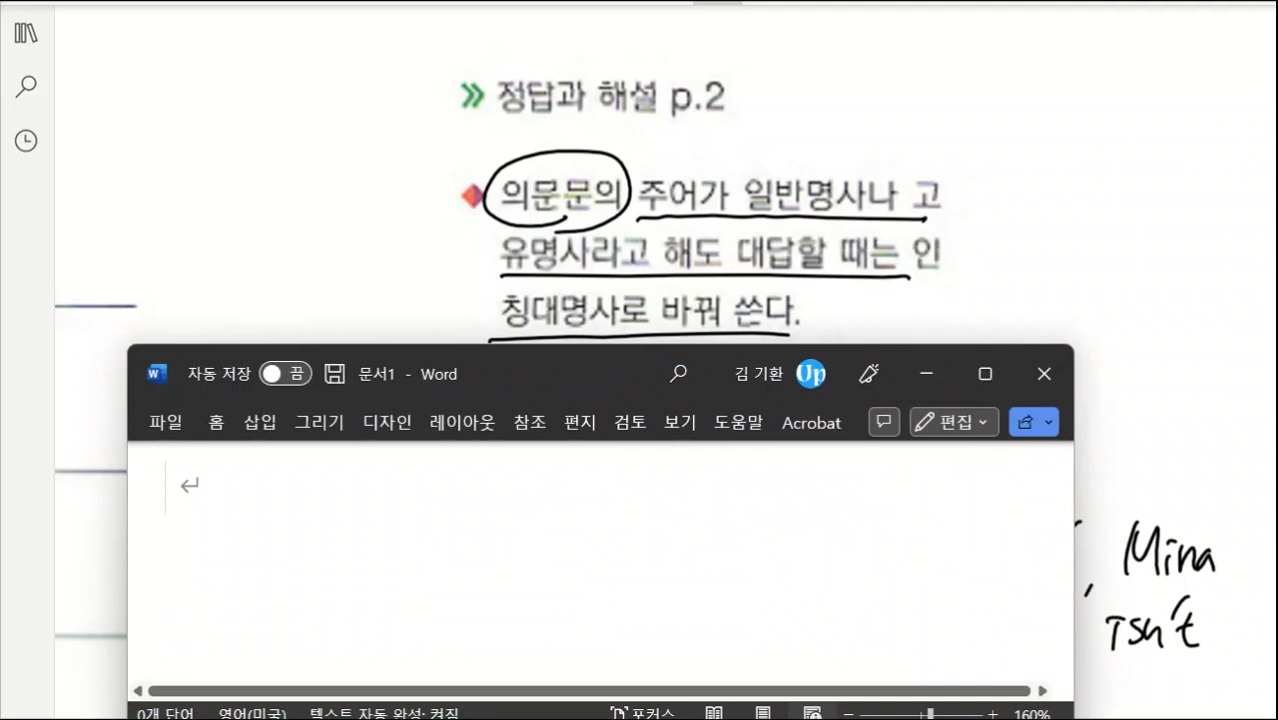 정답과 해설 p.2
의문문의 주어가 일반명사나 고
유명사라고 해도 대답할 때는 인
칭대명사로 바꿔 쓴다.
자동 저장 끔 문서1 - Word 김 기환 Up
파일 홈 삽입 그리기 디자인 레이아웃 참조 편지 검토 보기 도움말 Acrobat 편집
, Mina
isn't
0개 단어 영어(미국) 텍스트 자동 완성: 켜짐 포커스 160%